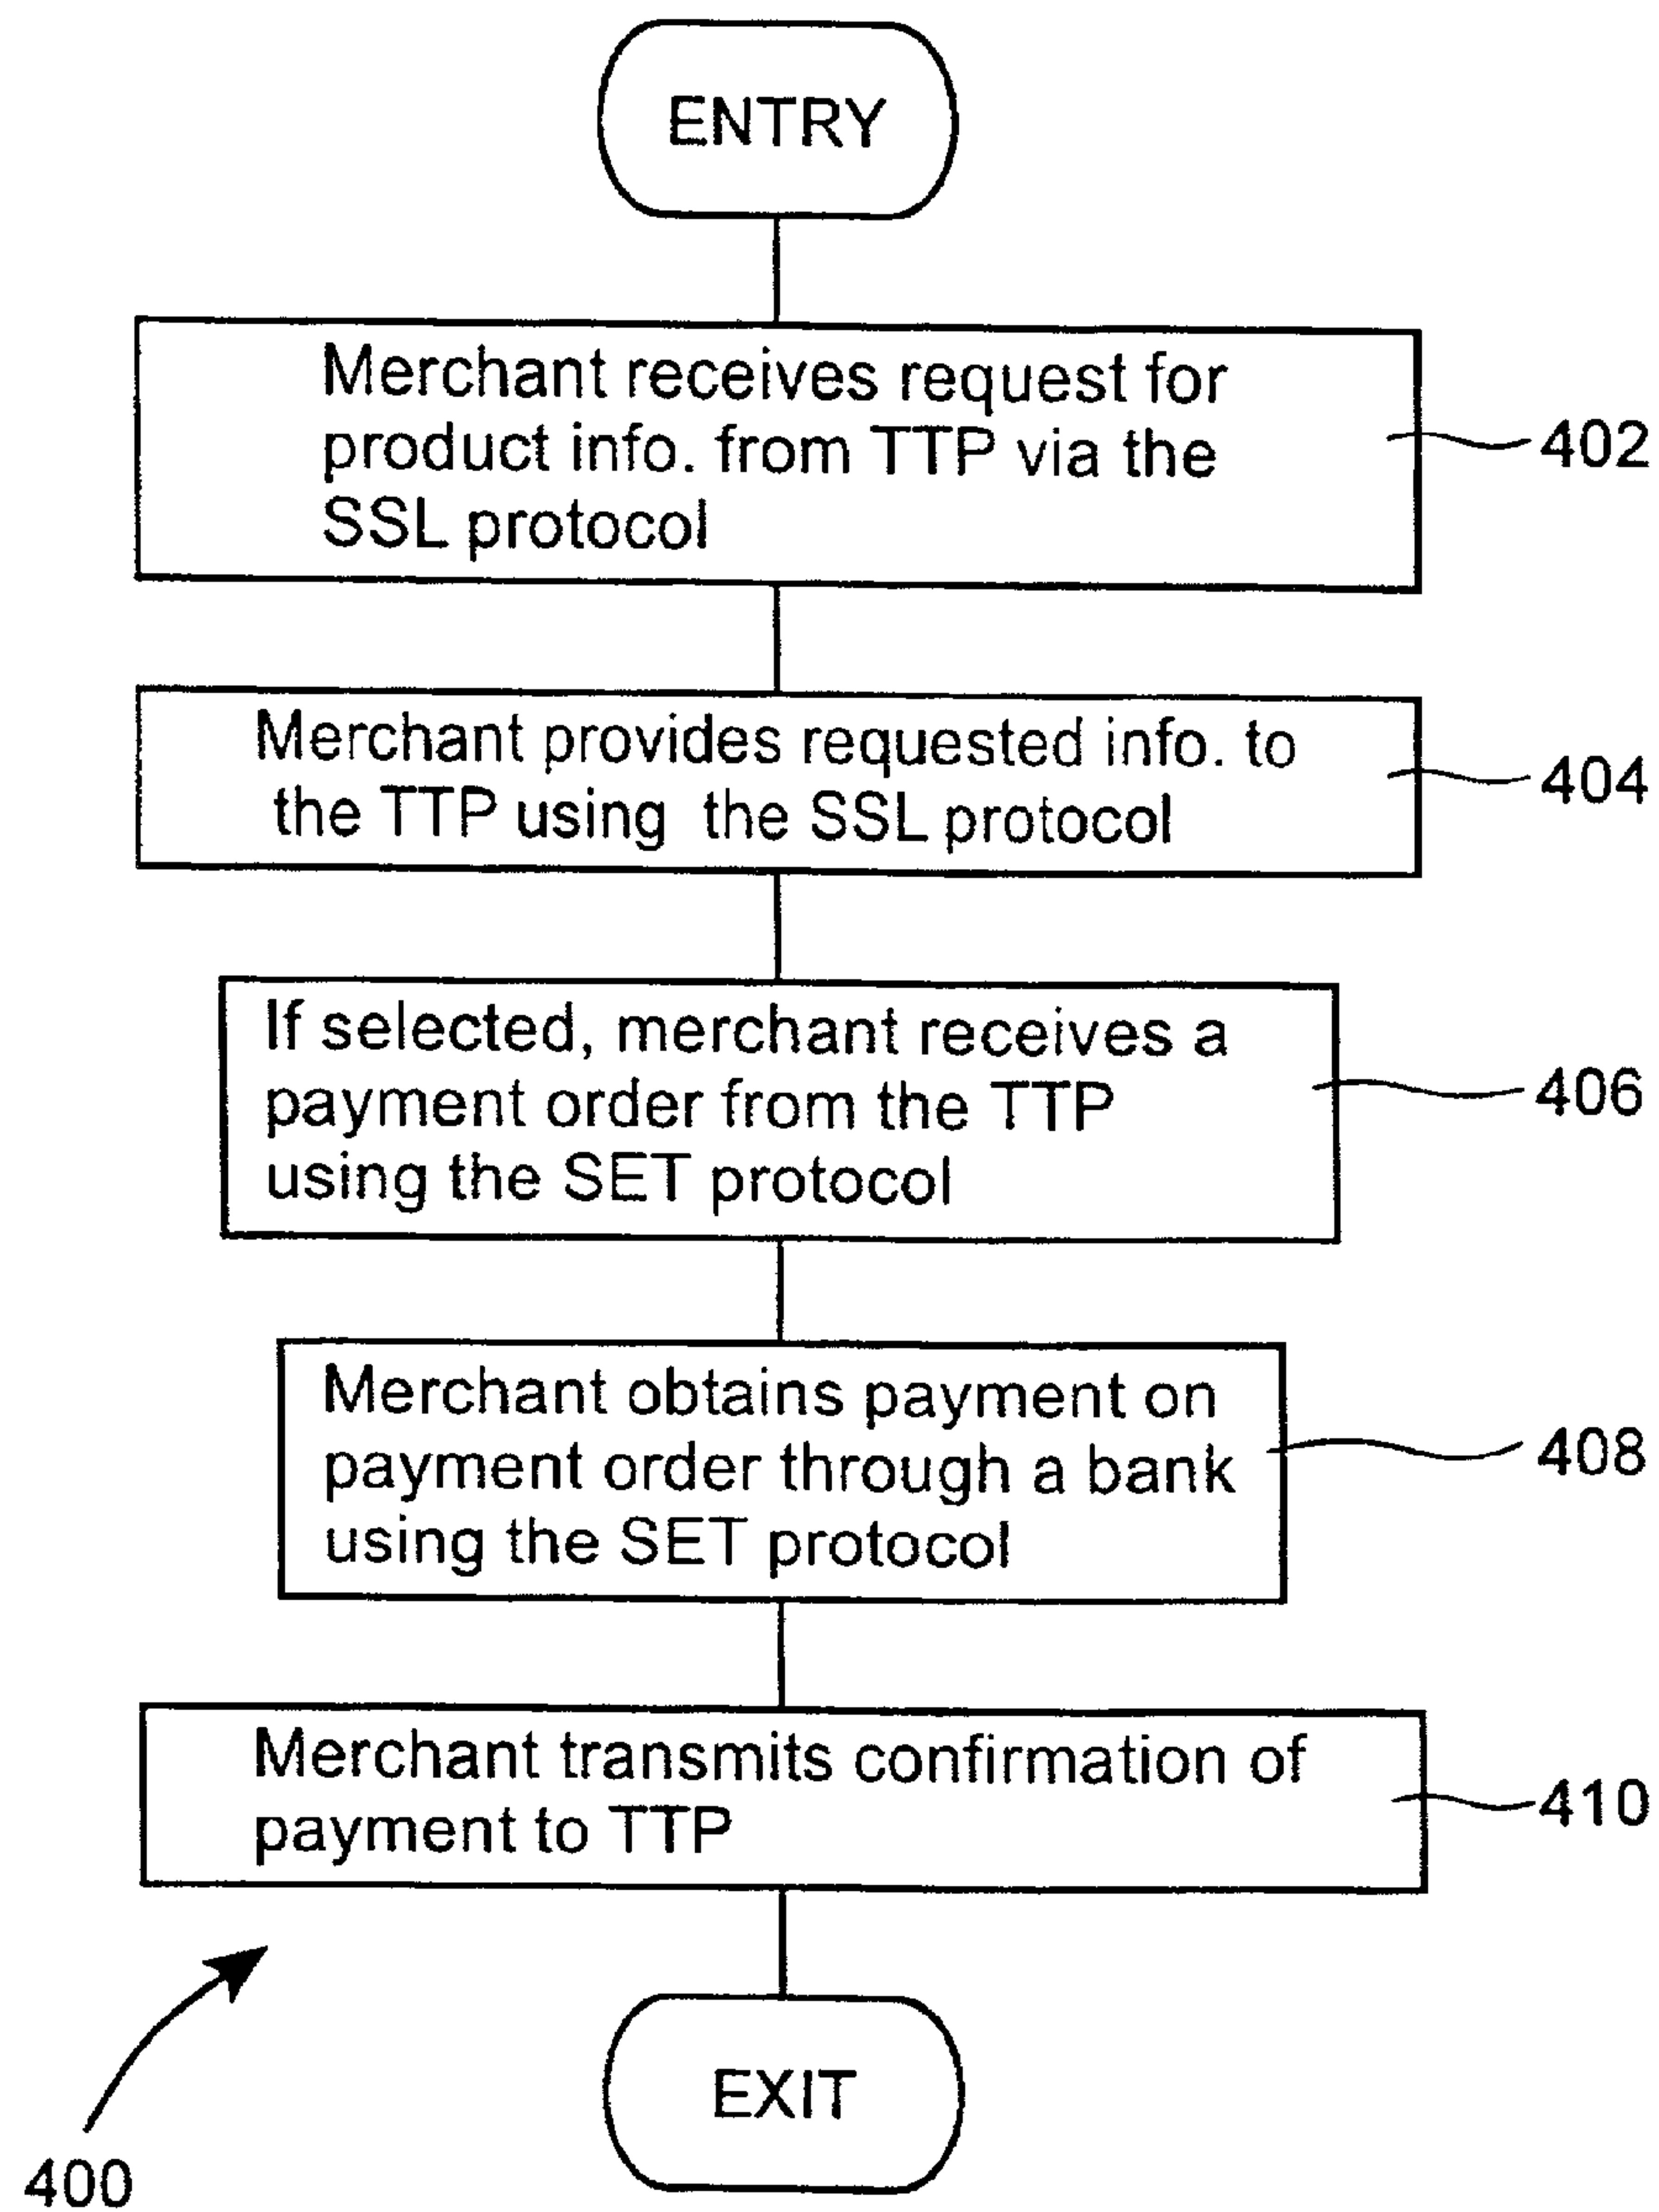 ENTRY
Merchant receives request for
product info. from TTP via the
SSL protocol
402
Merchant provides requested info. to
the TTP using the SSL protocol
404
If selected, merchant receives a
payment order from the TTP
using the SET protocol
406
Merchant obtains payment on
payment order through a bank
using the SET protocol
408
Merchant transmits confirmation of
payment to TTP
410
EXIT
400